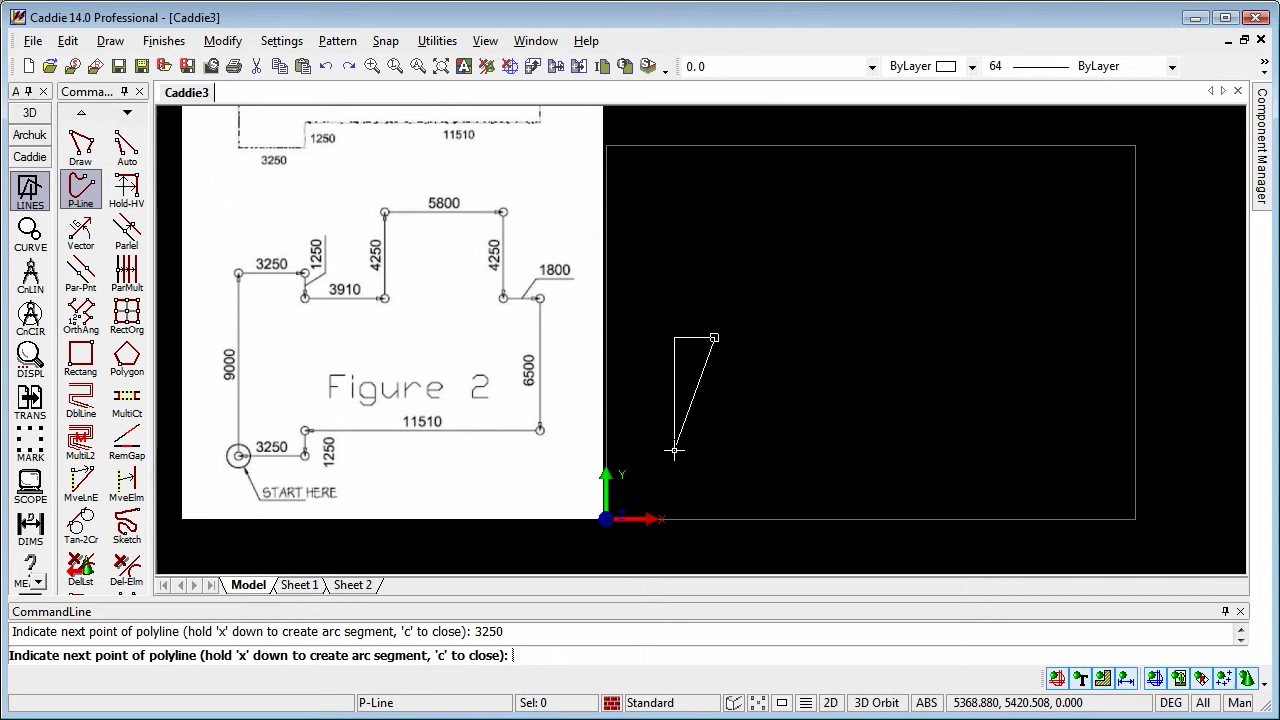 Caddie 14.0 Professional - [Caddie3]
File Edit Draw Finishes Modify Settings Pattern Snap Utilities View Window Help
0. 0 ByLayer 64 ByLayer
A Comma...
Caddie3
3D
Archuk
Caddie
LINES
CURVE
CnLIN
CnCIR
DISPL
TRANS
MARK
SCOPE
DIMS
ME
Draw Auto
P-Line Hold-HV
Vector Parlel
Par-Pnt ParMult
OrthAng RectOrg
Rectang Polygon
DblLine MultiCt
MultiL2 RemGap
MveLnE MveElm
Tan-2Cr Sketch
DelLst Del-Elm
1250 11510
3250
5800
3250 1250 4250 4250 1800
3910
9000 6500
Figure 2
11510
3250 1250
START HERE
Y
Z X
ComponentManager
Model Sheet 1 Sheet 2
CommandLine
Indicate next point of polyline (hold 'x' down to create arc segment, 'c' to close): 3250
Indicate next point of polyline (hold 'x' down to create arc segment, 'c' to close):
P-Line Sel: 0 Standard 2D 3D Orbit ABS 5368.880, 5420.585, 0.000 DEG All Man